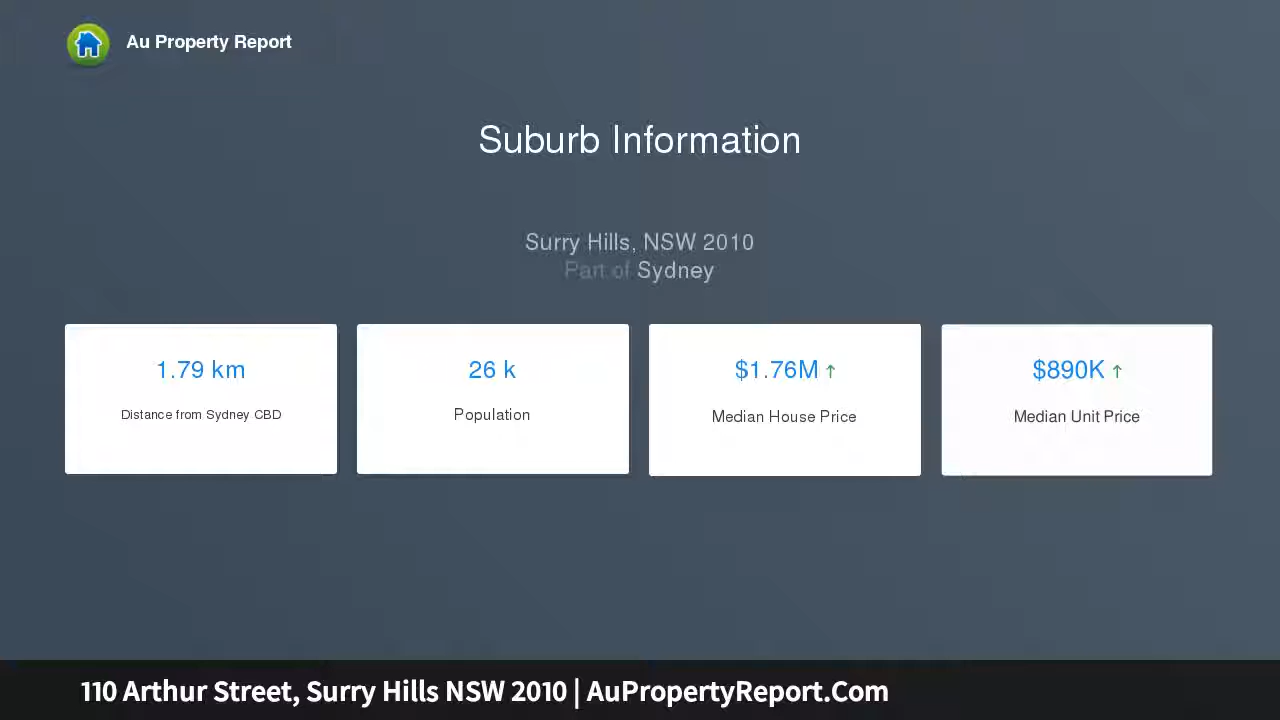 Au Property Report
Suburb Information
Surry Hills, NSW 2010
Part of Sydney
1.79 km
Distance from Sydney CBD
26 k
Population
$1.76M ↑
Median House Price
$890K ↑
Median Unit Price
110 Arthur Street, Surry Hills NSW 2010 | AuPropertyReport.Com